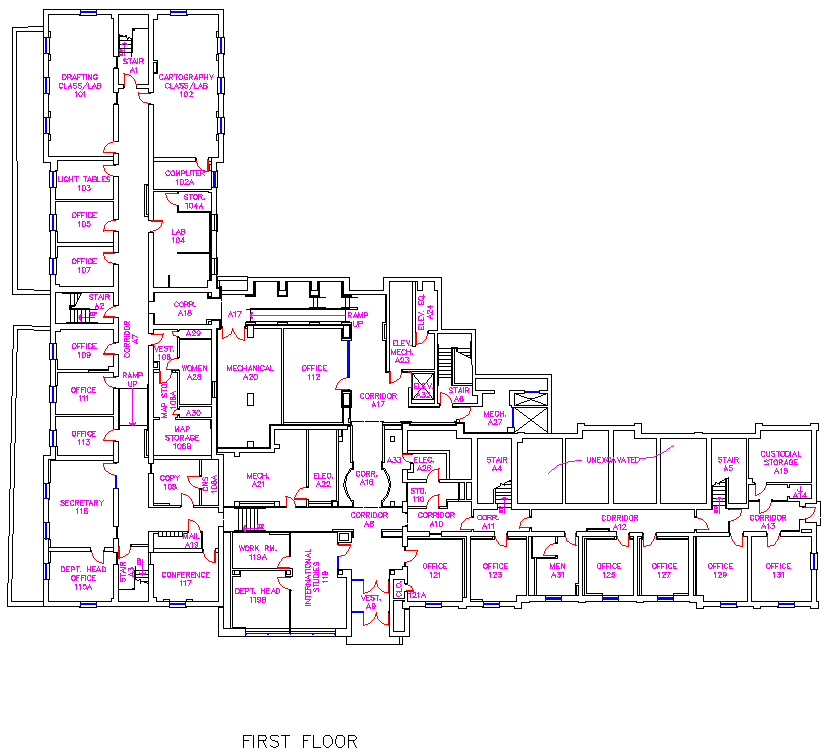 STAIR
A1
DRAFTING
CLASS/LAB
101
CARTOGRAPHY
CLASS/LAB
102
LIGHT TABLES
103
COMPUTER
102A
STOR.
104A
OFFICE
105
LAB
104
OFFICE
107
STAIR
A2
CORR.
A18
A17
RAMP
UP
ELEV. EQ.
A24
CORRIDOR
A7
OFFICE
109
VEST.
108
A29
WOMEN
A28
MECHANICAL
A20
OFFICE
112
ELEV.
MECH.
A23
RAMP
UP
OFFICE
111
MAP STO.
108A
A30
CORRIDOR
A17
ELEV.
A32
STAIR
A6
MECH.
A27
OFFICE
113
MAP
STORAGE
106B
SECRETARY
115
COPY
108
CNS
108A
MECH.
A21
ELEC.
A22
CORR.
A16
A33
ELEC.
A26
STO.
110
STAIR
A4
UNEXCAVATED
STAIR
A5
CUSTODIAL
STORAGE
A15
A14
CORRIDOR
A8
CORRIDOR
A10
CORR.
A11
CORRIDOR
A12
CORRIDOR
A13
MAIL
A19
DEPT. HEAD
OFFICE
115A
STAIR
A3
CONFERENCE
117
WORK RM.
119A
DEPT. HEAD
119B
INTERNATIONAL
STUDIES
119
VEST.
A9
CLO.
121A
OFFICE
121
OFFICE
123
MEN
A31
OFFICE
125
OFFICE
127
OFFICE
129
OFFICE
131
FIRST FLOOR